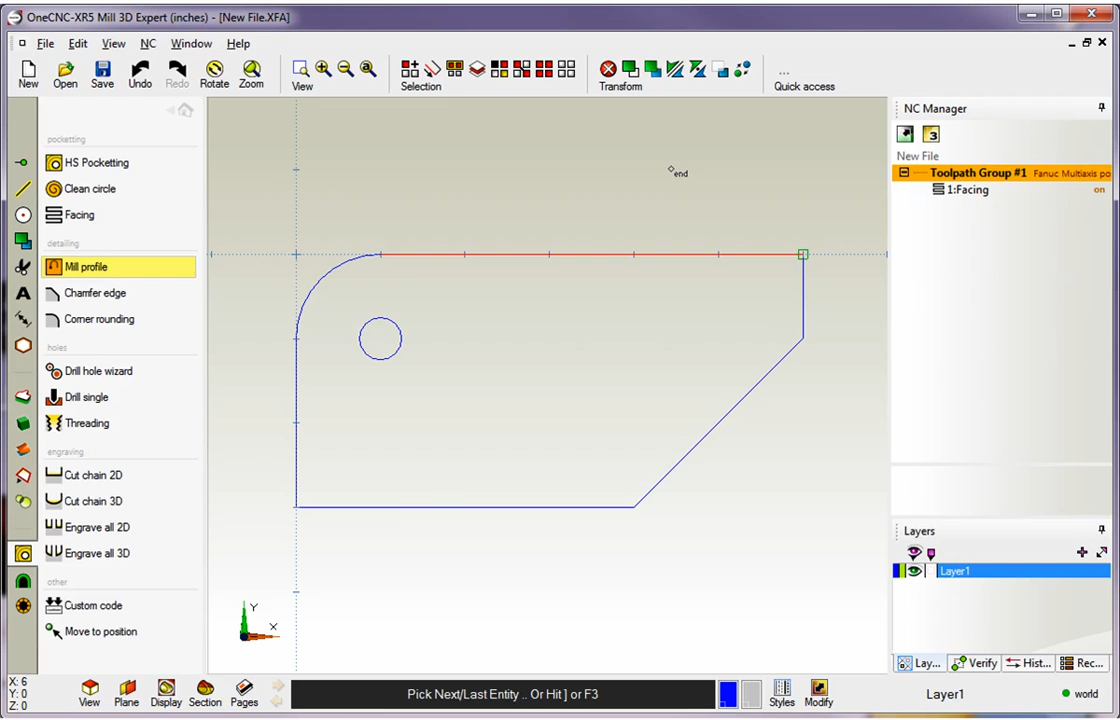 OneCNC-XR5 Mill 3D Expert (inches) - [New File.XFA]
File Edit View NC Window Help
New Open Save Undo Redo Rotate Zoom View Selection Transform ... Quick access
pocketting
HS Pocketting
Clean circle
Facing
detailing
Mill profile
Chamfer edge
Corner rounding
holes
Drill hole wizard
Drill single
Threading
engraving
Cut chain 2D
Cut chain 3D
Engrave all 2D
Engrave all 3D
other
Custom code
Move to position
end
Y
X
NC Manager
3
New File
Toolpath Group #1 Fanuc Multiaxis po
1:Facing on
Layers
Layer1
Lay... Verify Hist... Rec...
X: 6
Y: 0
Z: 0
View Plane Display Section Pages
Pick Next/Last Entity .. Or Hit ] or F3
Styles Modify
Layer1
world